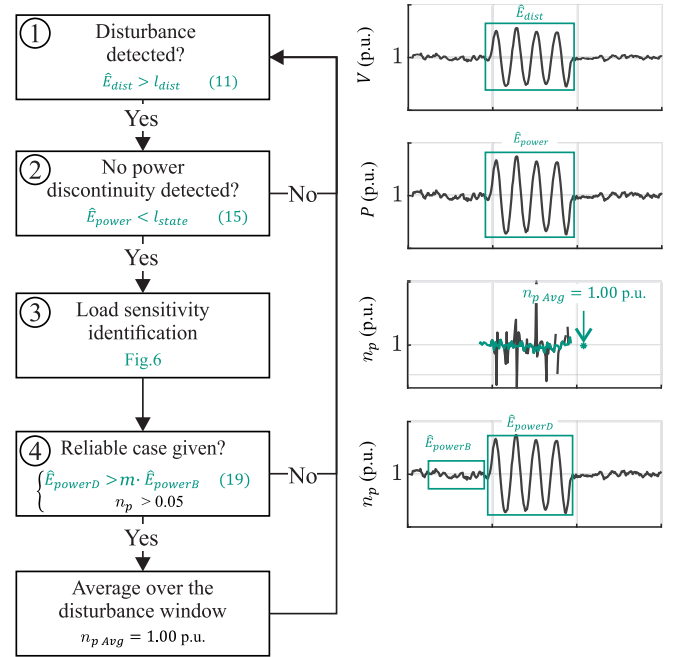 1
Disturbance
detected?
Ê_dist > l_dist (11)
Yes
2
No power
discontinuity detected?
Ê_power < l_state (15)
No
Yes
3
Load sensitivity
identification
Fig.6
4
Reliable case given?
{Ê_powerD >m· Ê_powerB (19)
n_p > 0.05
No
Yes
Average over the
disturbance window
n_p Avg = 1.00 p.u.
Ê_dist
V (p.u.)
1
Ê_power
P (p.u.)
1
n_p Avg = 1.00 p.u.
n_p (p.u.)
1
Ê_powerD
Ê_powerB
n_p (p.u.)
1